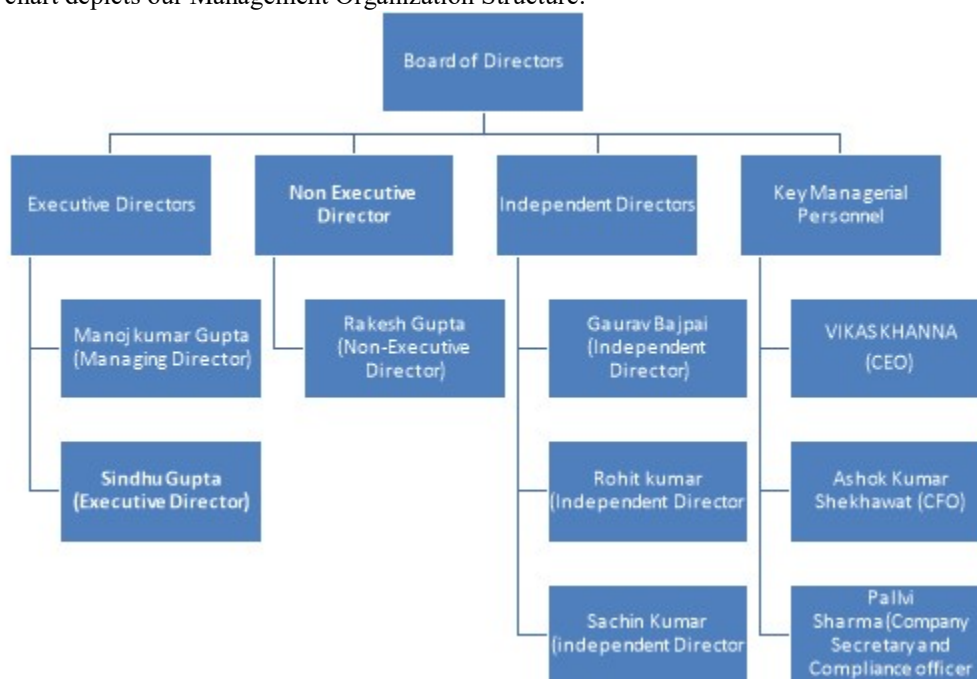 chart depicts our Management Organization Structure:
Board of Directors
Executive Directors
Non Executive
Director
Independent Directors
Key Managerial
Personnel
Manoj kumar Gupta
(Managing Director)
Sindhu Gupta
(Executive Director)
Rakesh Gupta
(Non-Executive
Director)
Gaurav Bajpai
(Independent
Director)
Rohit kumar
(Independent Director
Sachin Kumar
(independent Director
VIKAS KHANNA
(CEO)
Ashok Kumar
Shekhawat (CFO)
Pallvi
Sharma(Company
Secretary and
Compliance officer